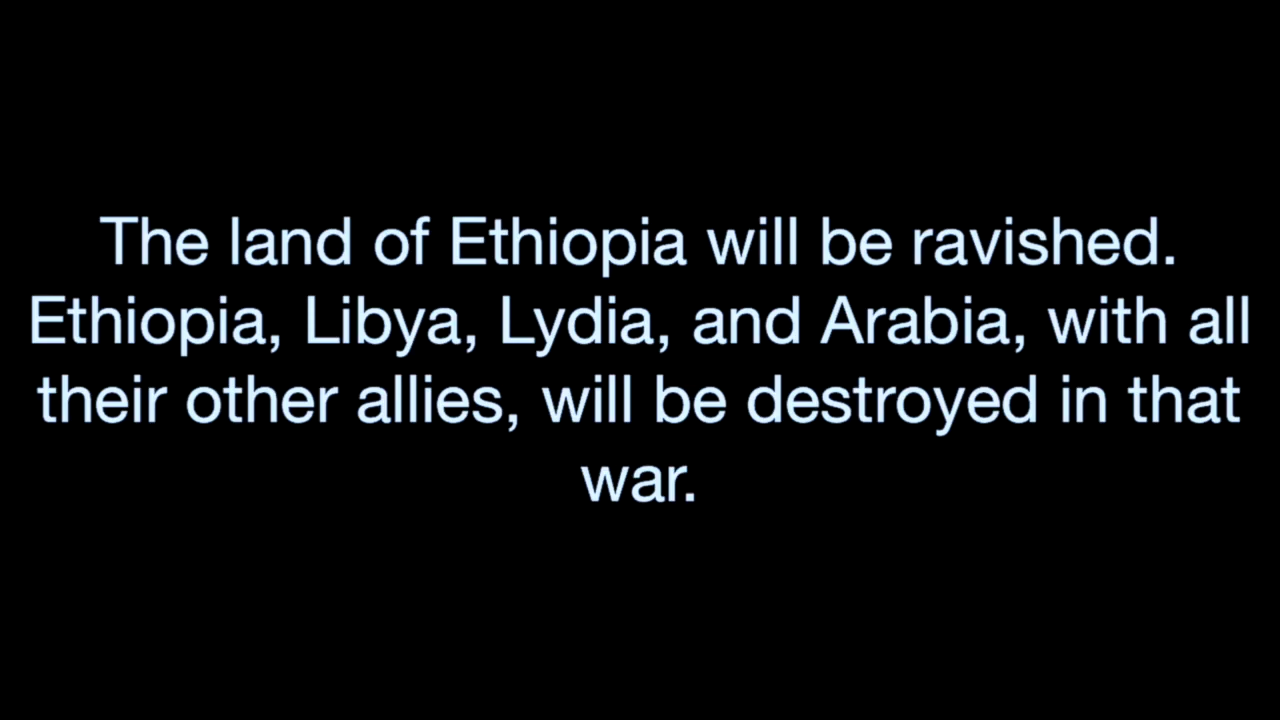 The land of Ethiopia will be ravished.
Ethiopia, Libya, Lydia, and Arabia, with all
their other allies, will be destroyed in that
war.